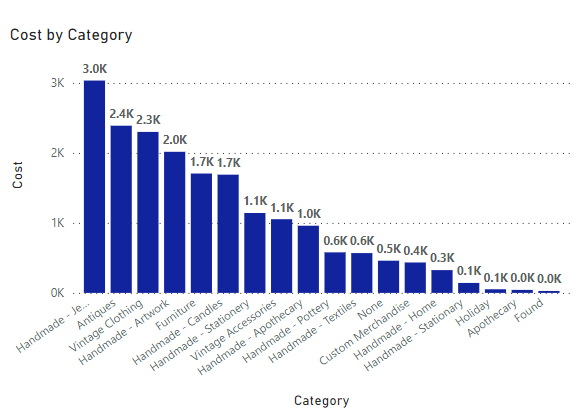 Cost by Category
Cost
3K
2K
1K
0K
3.0K
2.4K
2.3K
2.0K
1.7K
1.7K
1.1K
1.1K
1.0K
0.6K
0.6K
0.5K
0.4K
0.3K
0.1K
0.1K
0.0K
0.0K
Handmade - Je...
Antiques
Vintage Clothing
Handmade - Artwork
Furniture
Handmade - Candles
Handmade - Stationery
Vintage Accessories
Handmade - Apothecary
Handmade - Pottery
Handmade - Textiles
None
Custom Merchandise
Handmade - Home
Handmade - Stationary
Holiday
Apothecary
Found
Category